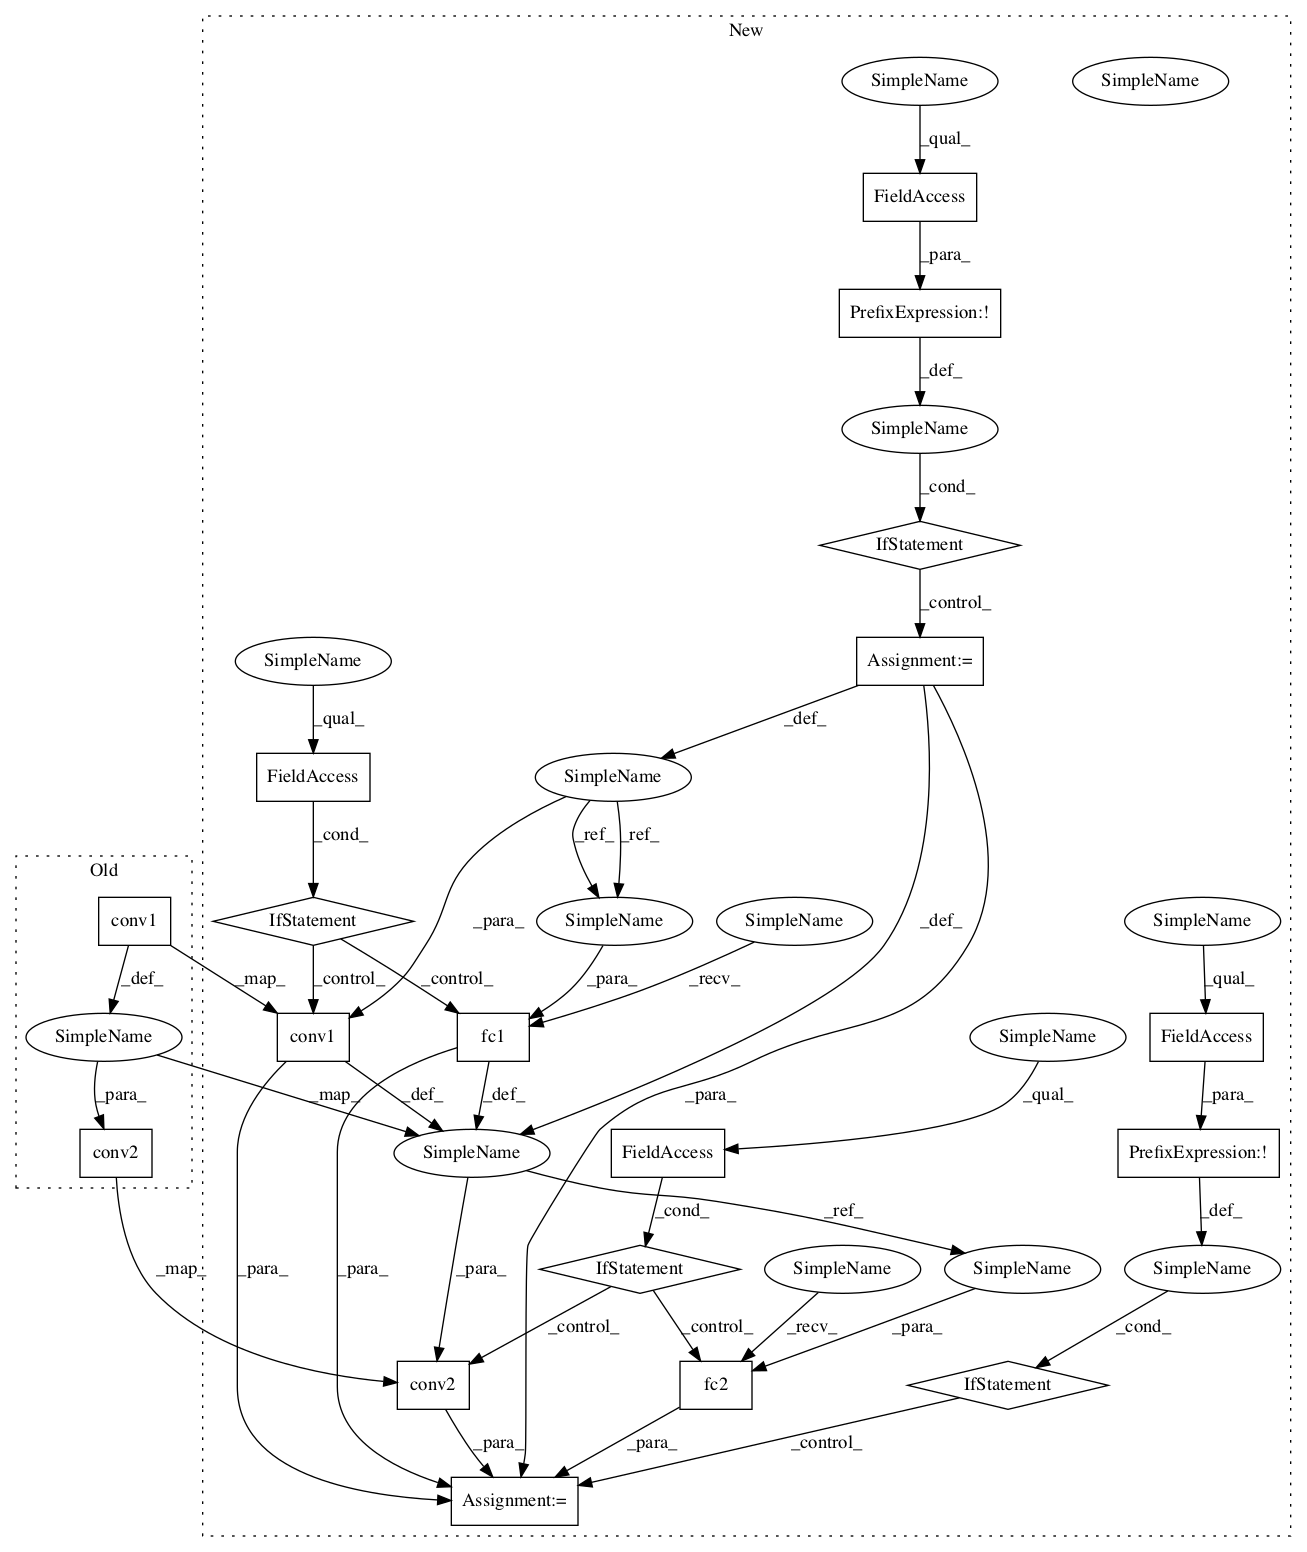 New
SimpleName
SimpleName
_qual_
FieldAccess
_para_
PrefixExpression:!
_def_
SimpleName
_cond_
IfStatement
_control_
SimpleName
Assignment:=
_qual_
_def_
FieldAccess
SimpleName
_cond_
_ref_
_ref_
Old
conv1
IfStatement
SimpleName
SimpleName
SimpleName
_para_
_def_
_def_
_map_
_control_
_control_
_para_
_recv_
_qual_
SimpleName
conv1
fc1
SimpleName
FieldAccess
_para_
_map_
_def_
_def_
_para_
_qual_
_para_
conv2
SimpleName
FieldAccess
PrefixExpression:!
_cond_
_ref_
_def_
_map_
_para_
_para_
_para_
IfStatement
SimpleName
SimpleName
SimpleName
_control_
_control_
_recv_
_para_
_cond_
conv2
fc2
IfStatement
_para_
_para_
_control_
Assignment:=